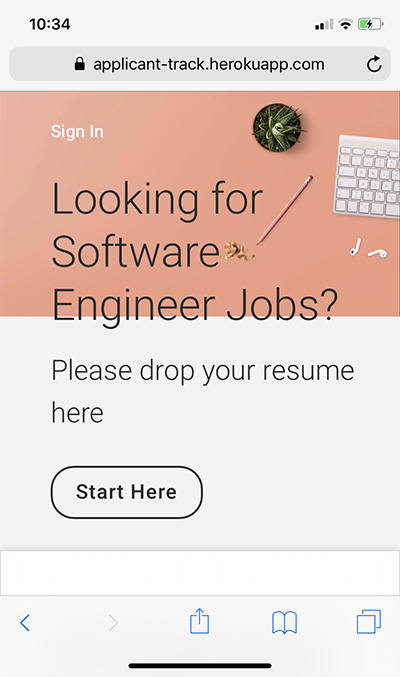 10:34
applicant-track.herokuapp.com
Sign In
Looking for
Software
Engineer Jobs?
Please drop your resume
here
Start Here